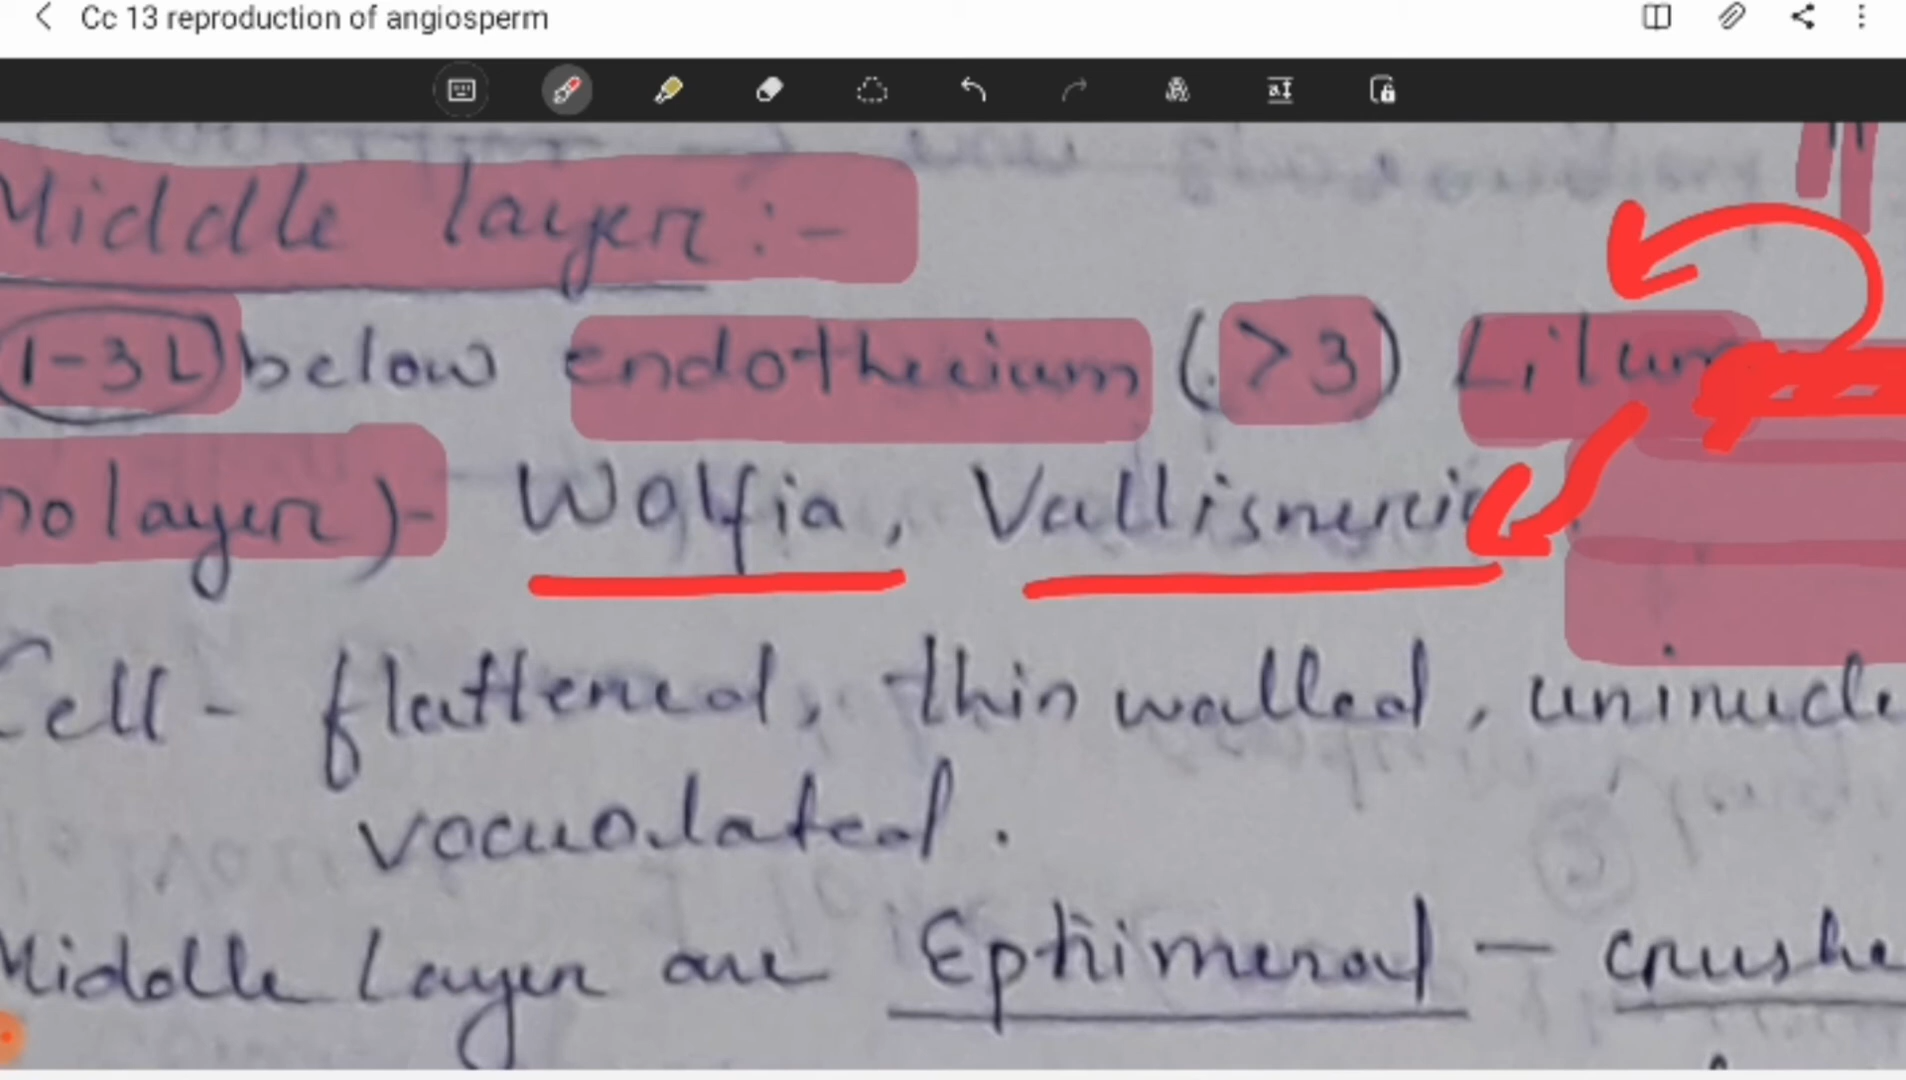 Cc 13 reproduction of angiosperm
Middle layer:-
1-3 L below endothecium (>3) Lilum
no layer)- Wolfia, Vallisneria
Cell - flattened, thin walled, uninucle
vacuolated.
Middle Layer are Ephimeral - crushe